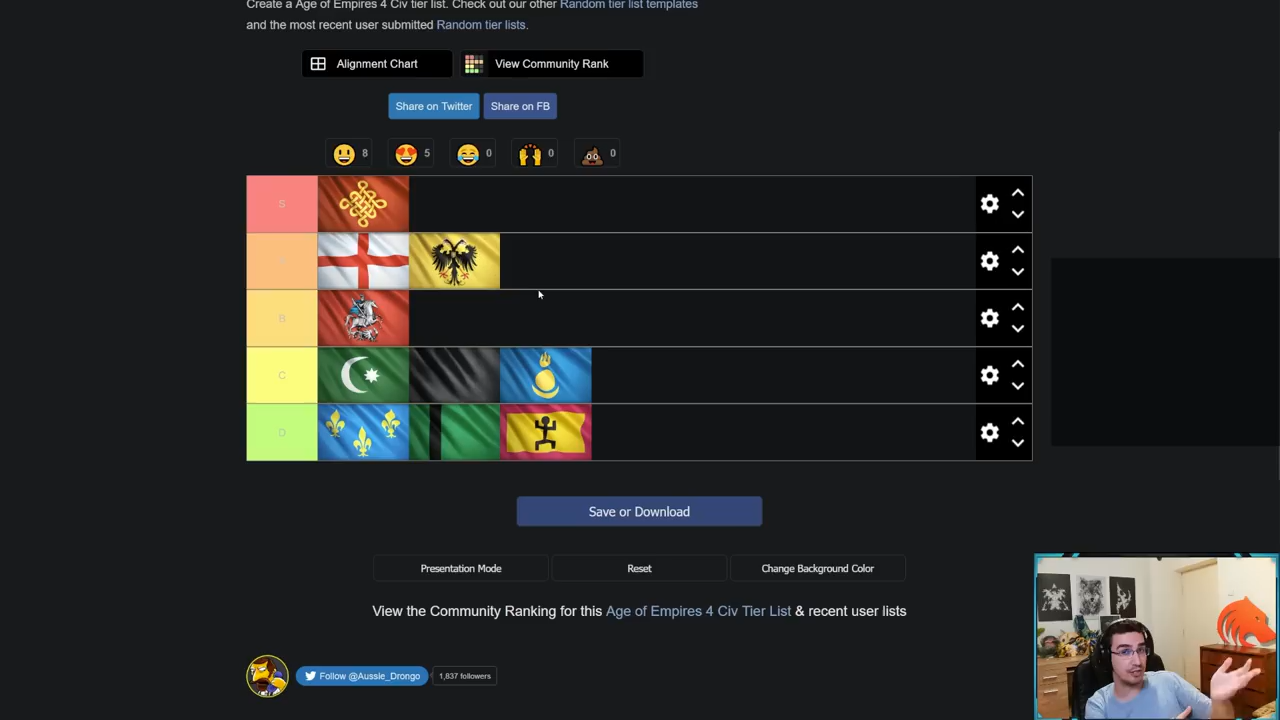 Create a Age of Empires 4 Civ tier list. Check out our other Random tier list templates
and the most recent user submitted Random tier lists.
Alignment Chart
View Community Rank
Share on Twitter
Share on FB
8
5
0
0
0
S
B
C
D
Save or Download
Presentation Mode
Reset
Change Background Color
View the Community Ranking for this Age of Empires 4 Civ Tier List & recent user lists
Follow @Aussie_Drongo
1,837 followers